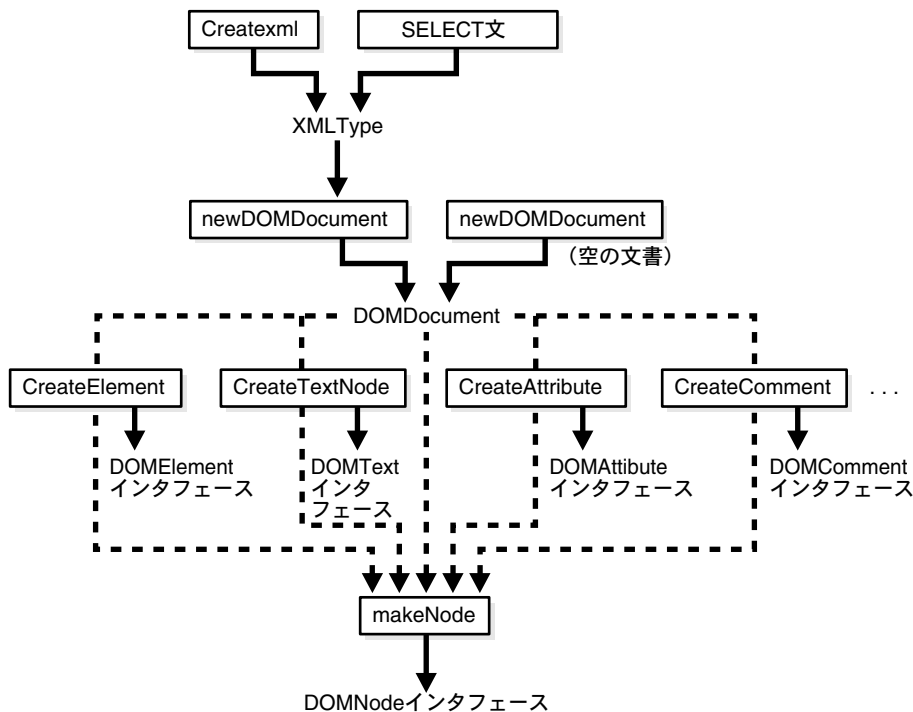 Createxml
SELECT文
XMLType
newDOMDocument
newDOMDocument
（空の文書）
DOMDocument
CreateElement
CreateTextNode
CreateAttribute
CreateComment
. . .
DOMElement
インタフェース
DOMText
インタ
フェース
DOMAttibute
インタフェース
DOMComment
インタフェース
makeNode
DOMNodeインタフェース